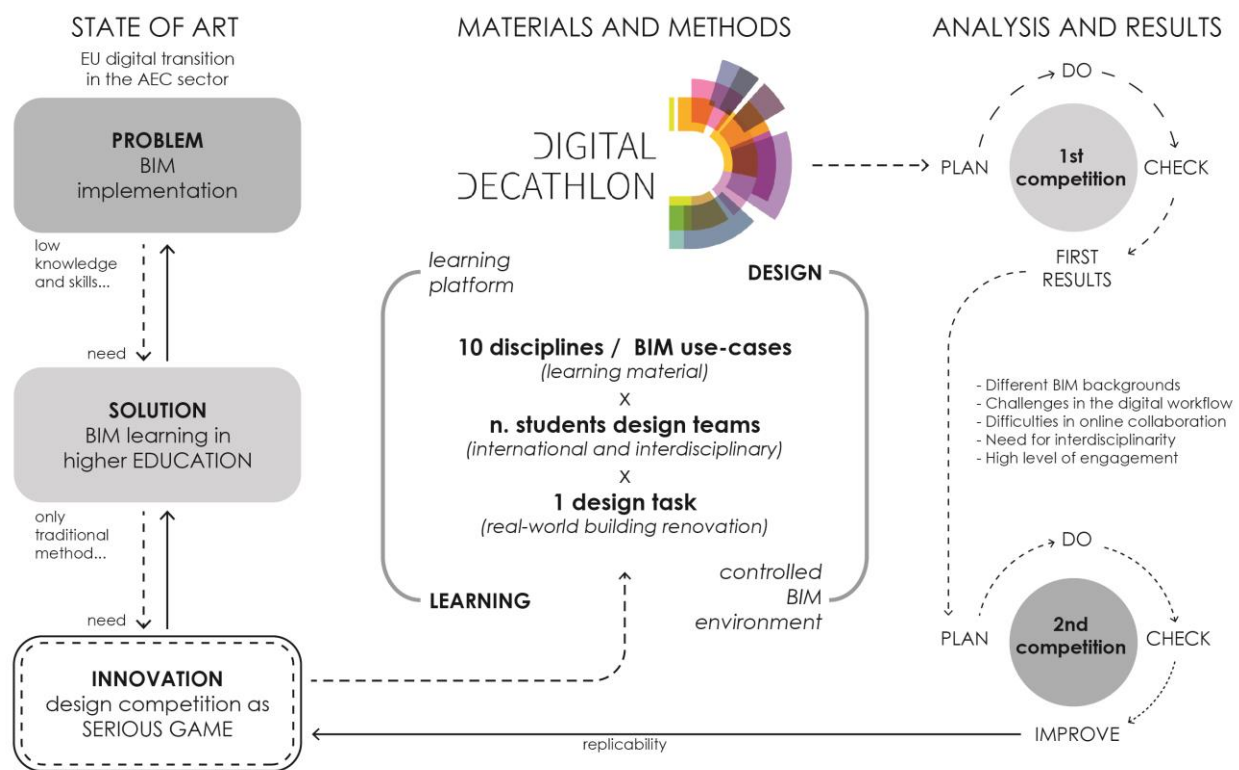 STATE OF ART
EU digital transition
in the AEC sector
PROBLEM
BIM
implementation
low
knowledge
and skills...
need
SOLUTION
BIM learning in
higher EDUCATION
only
traditional
method...
need
INNOVATION
design competition as
SERIOUS GAME
MATERIALS AND METHODS
DIGITAL
DECATHLON
learning
platform
DESIGN
10 disciplines / BIM use-cases
(learning material)
x
n. students design teams
(international and interdisciplinary)
x
1 design task
(real-world building renovation)
LEARNING
controlled
BIM
environment
replicability
ANALYSIS AND RESULTS
DO
PLAN
1st
competition
CHECK
FIRST
RESULTS
- Different BIM backgrounds
- Challenges in the digital workflow
- Difficulties in online collaboration
- Need for interdisciplinarity
- High level of engagement
DO
PLAN
2nd
competition
CHECK
IMPROVE